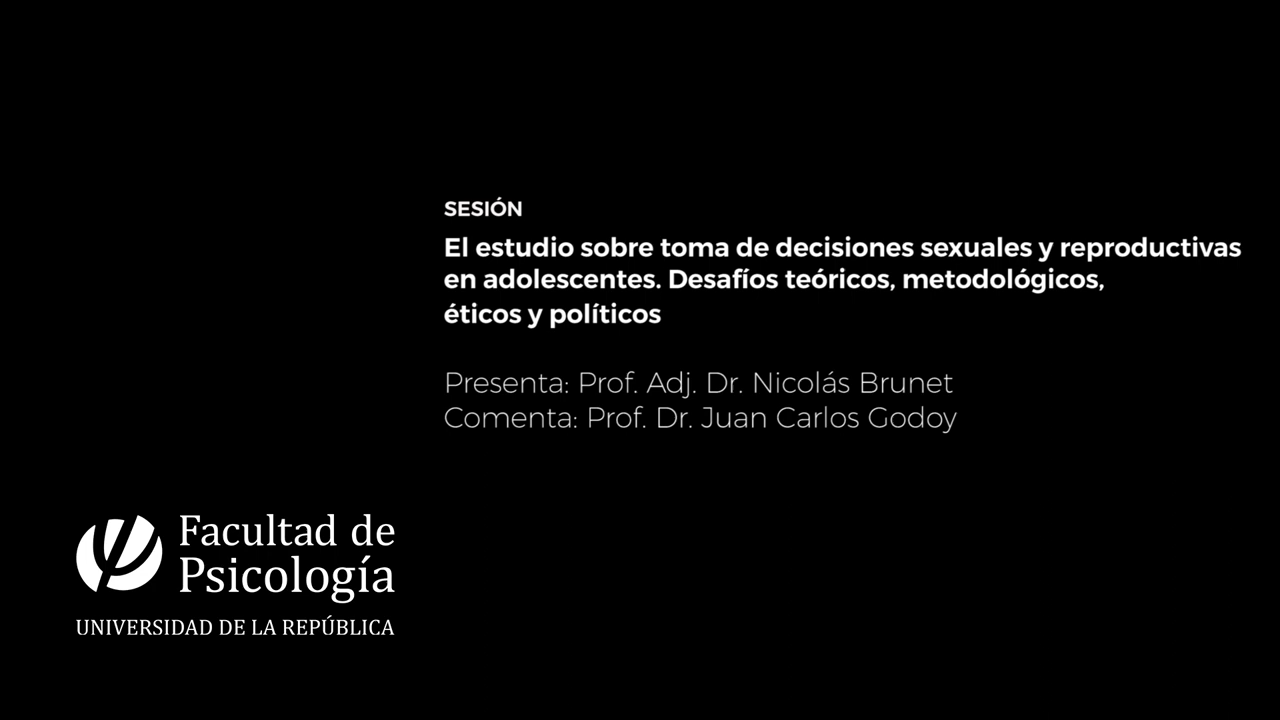 SESIÓN
El estudio sobre toma de decisiones sexuales y reproductivas
en adolescentes. Desafíos teóricos, metodológicos,
éticos y políticos
Presenta: Prof. Adj. Dr. Nicolás Brunet
Comenta: Prof. Dr. Juan Carlos Godoy
Facultad de
Psicología
UNIVERSIDAD DE LA REPÚBLICA